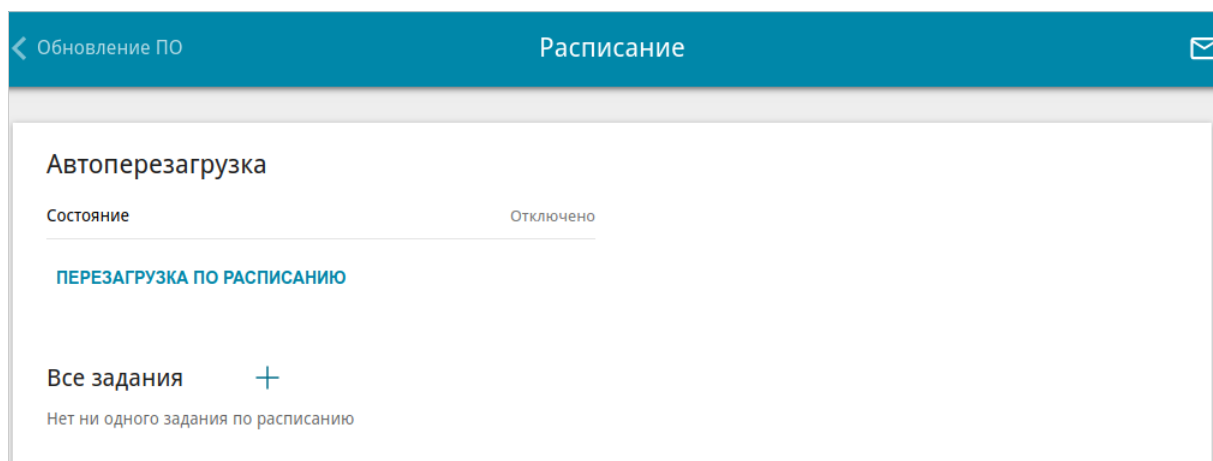 Обновление ПО
Расписание
Автоперезагрузка
Состояние
Отключено
ПЕРЕЗАГРУЗКА ПО РАСПИСАНИЮ
Все задания
Нет ни одного задания по расписанию